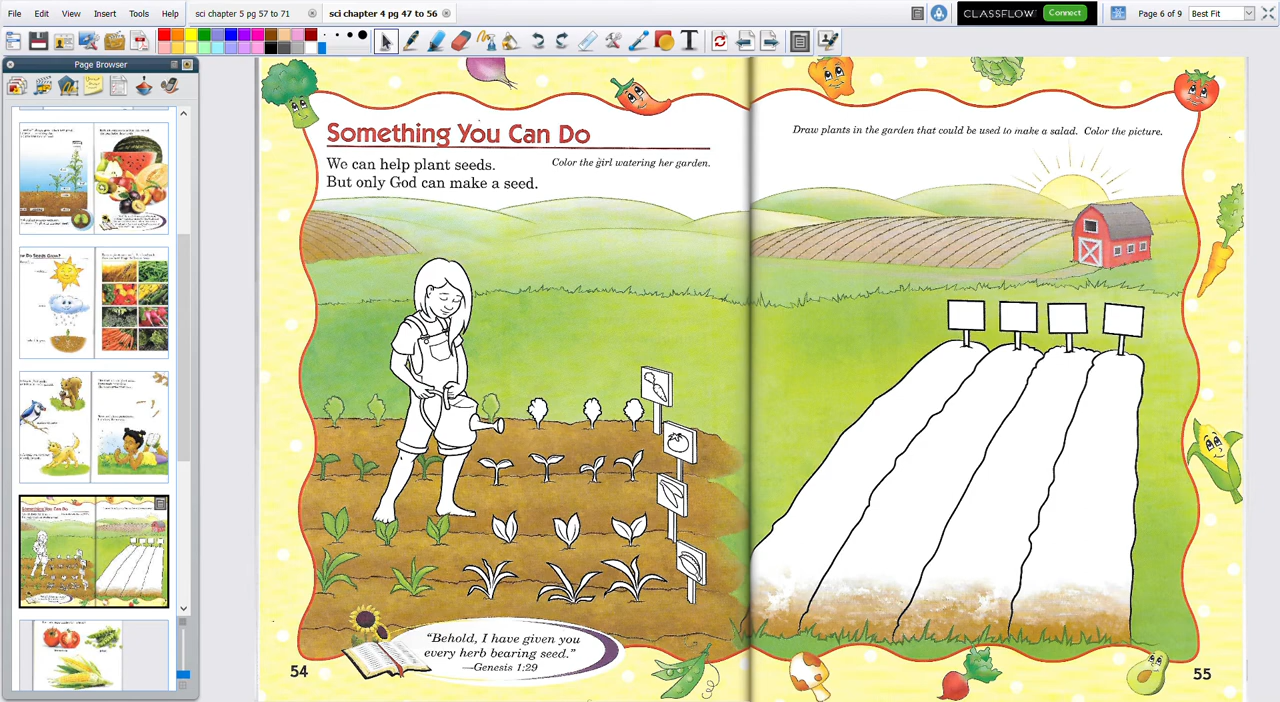 File Edit View Insert Tools Help
sci chapter 5 pg 57 to 71
sci chapter 4 pg 47 to 56
CLASSFLOW Connect
Page 6 of 9
Best Fit
Page Browser
Something You Can Do
We can help plant seeds.
But only God can make a seed.
Color the girl watering her garden.
"Behold, I have given you
every herb bearing seed."
—Genesis 1:29
54
Draw plants in the garden that could be used to make a salad. Color the picture.
55